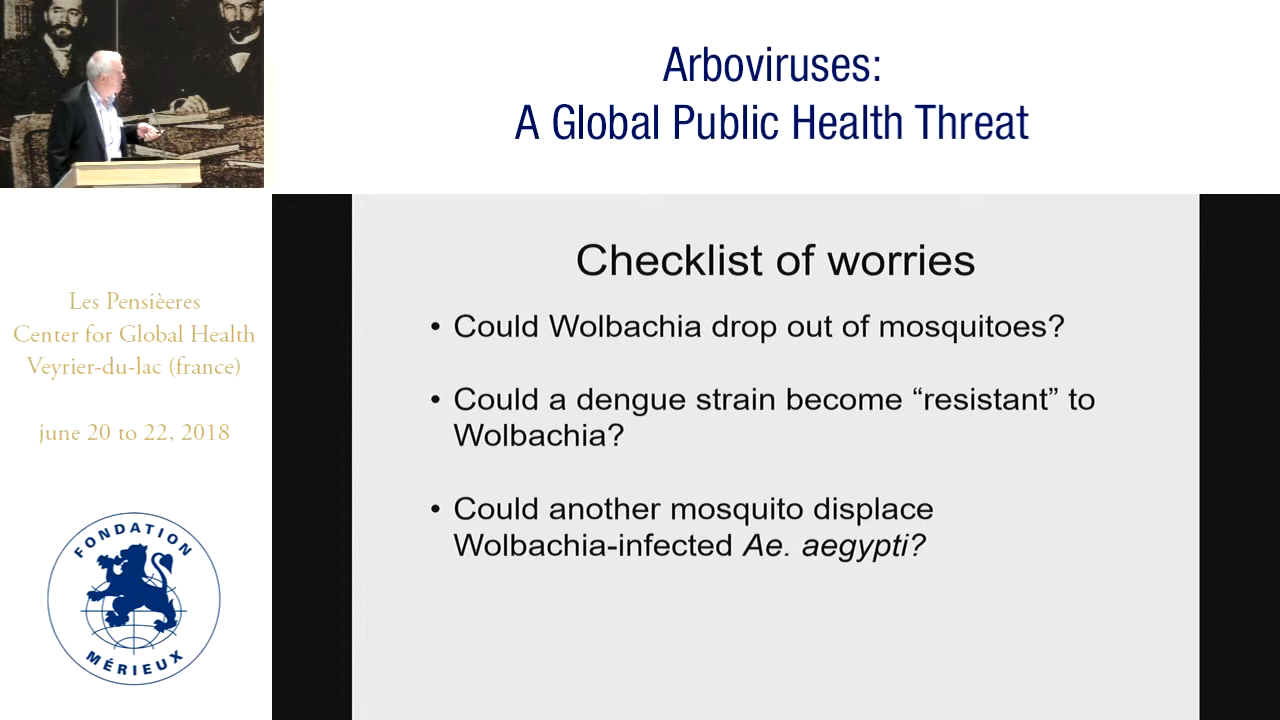 Arboviruses:
A Global Public Health Threat
Les Pensièeres
Center for Global Health
Veyrier-du-lac (france)
june 20 to 22, 2018
FONDATION
MÉRIEUX
Checklist of worries
• Could Wolbachia drop out of mosquitoes?
• Could a dengue strain become “resistant” to
Wolbachia?
• Could another mosquito displace
Wolbachia-infected Ae. aegypti?